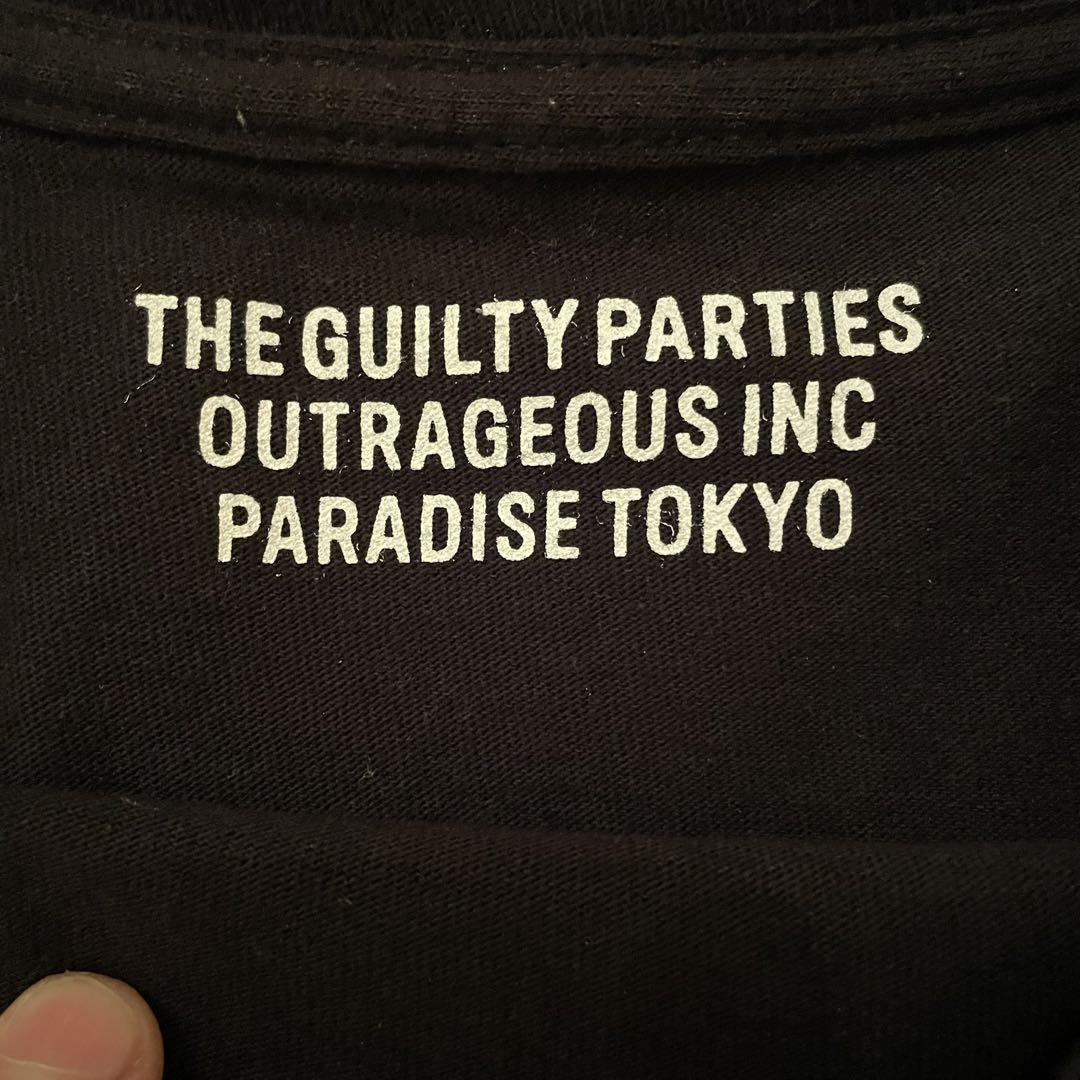 THE GUILTY PARTIES
OUTRAGEOUS INC
PARADISE TOKYO